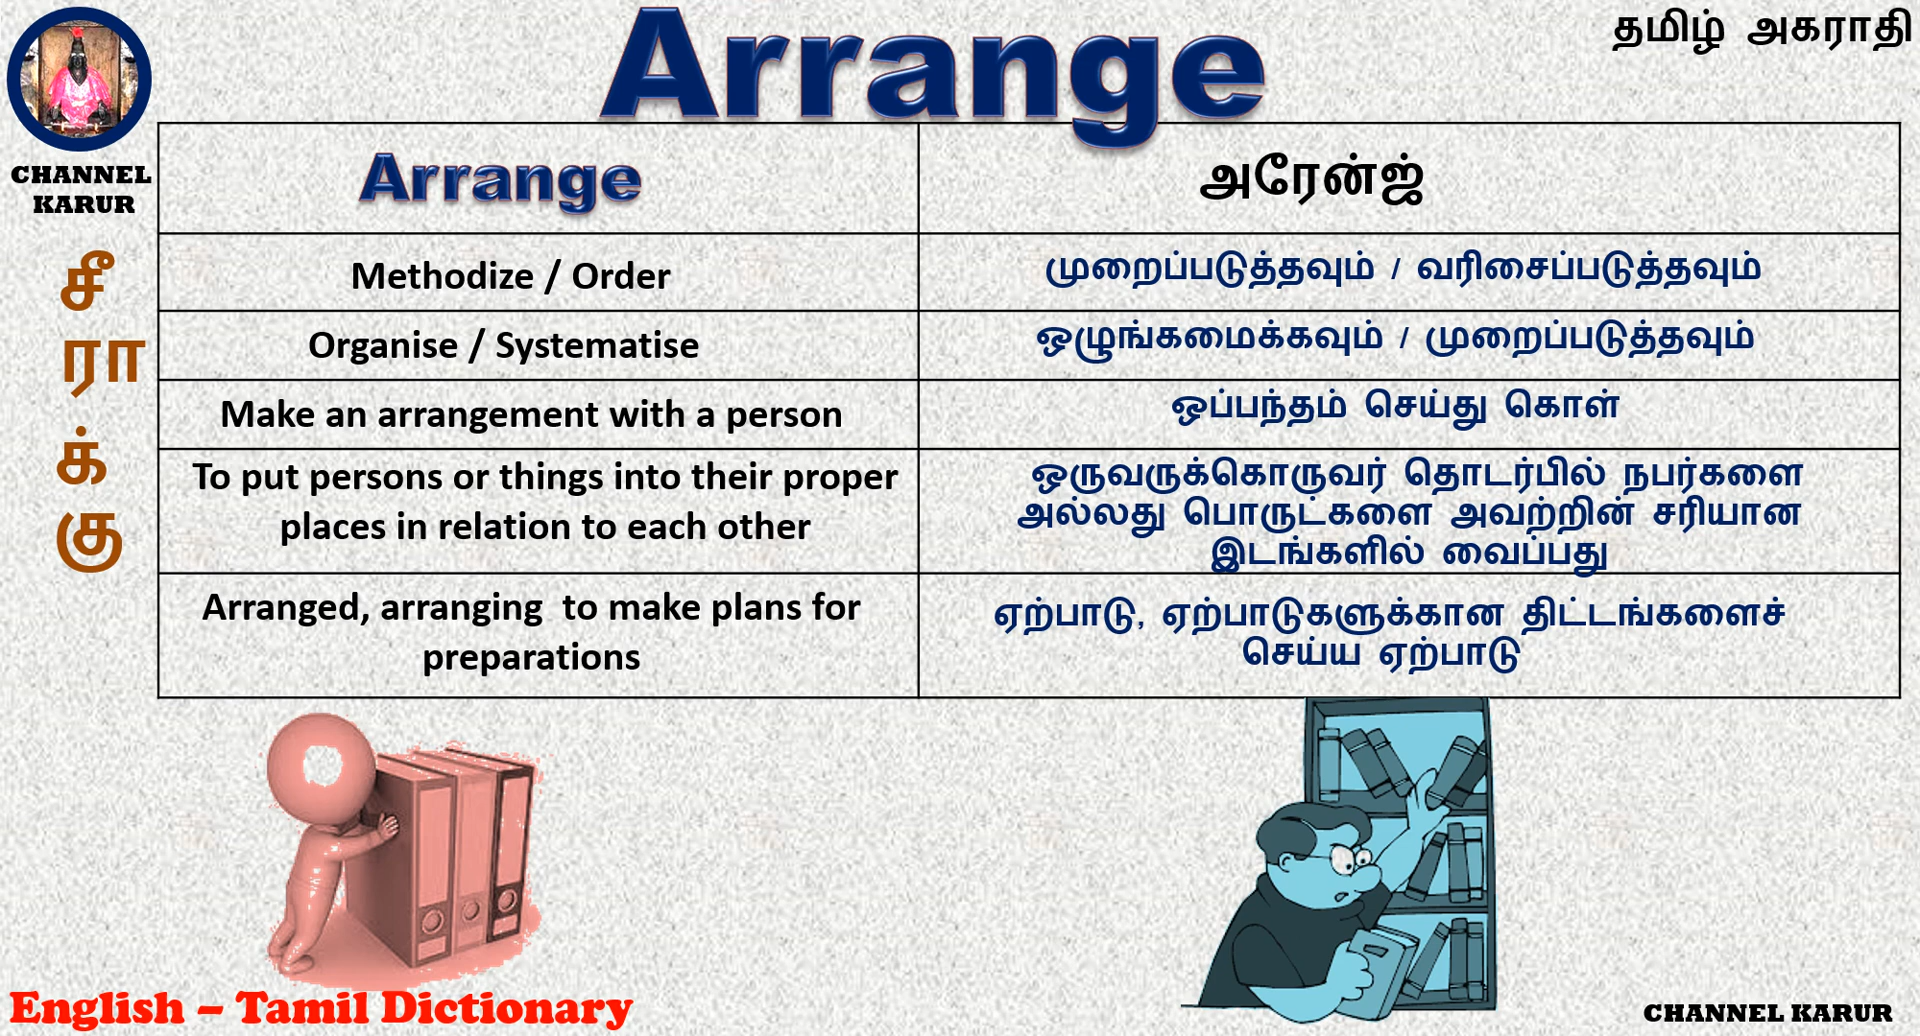 Arrange
தமிழ் அகராதி
CHANNEL
KARUR
சீ
ரா
க்
கு
Arrange
அரேன்ஜ்
Methodize / Order
முறைப்படுத்தவும் / வரிசைப்படுத்தவும்
Organise / Systematise
ஒழுங்கமைக்கவும் / முறைப்படுத்தவும்
Make an arrangement with a person
ஒப்பந்தம் செய்து கொள்
To put persons or things into their proper
places in relation to each other
ஒருவருக்கொருவர் தொடர்பில் நபர்களை
அல்லது பொருட்களை அவற்றின் சரியான
இடங்களில் வைப்பது
Arranged, arranging to make plans for
preparations
ஏற்பாடு, ஏற்பாடுகளுக்கான திட்டங்களைச்
செய்ய ஏற்பாடு
English – Tamil Dictionary
CHANNEL KARUR